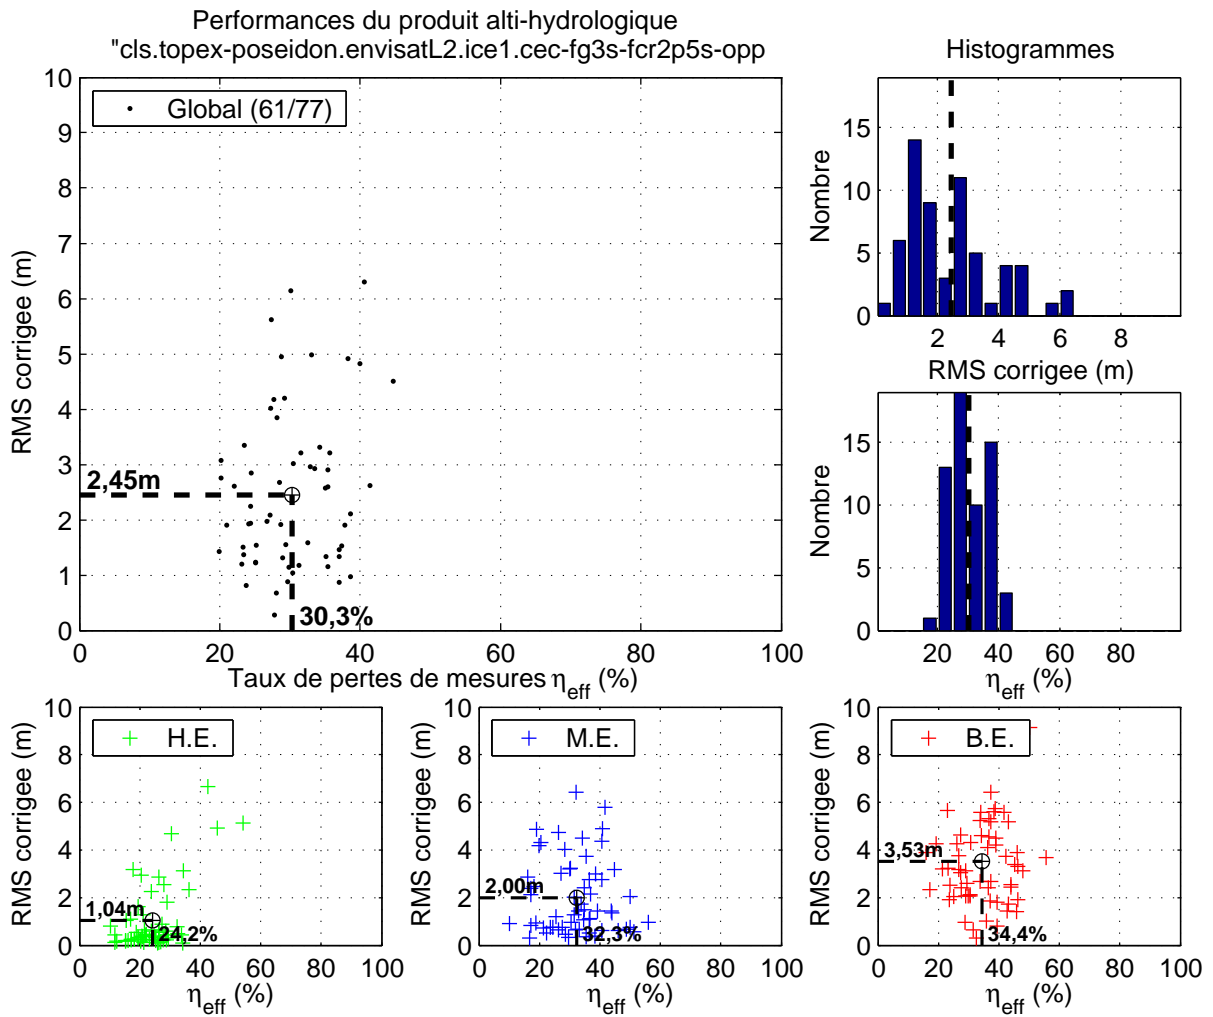 Performances du produit alti-hydrologique
"cls.topex-poseidon.envisatL2.ice1.cec-fg3s-fcr2p5s-opp
Histogrammes
Global (61/77)
RMS corrigee (m)
10
9
8
7
6
5
4
3
2
1
0
2,45m
30,3%
0 20 40 60 80 100
Taux de pertes de mesures η_eff (%)
Nombre
15
10
5
0
2 4 6 8
RMS corrigee (m)
Nombre
15
10
5
0
20 40 60 80
η_eff (%)
H.E.
RMS corrigee (m)
10
8
6
4
2
0
1,04m
24,2%
0 20 40 60 80 100
η_eff (%)
M.E.
RMS corrigee (m)
10
8
6
4
2
0
2,00m
32,3%
0 20 40 60 80 100
η_eff (%)
B.E.
RMS corrigee (m)
10
8
6
4
2
0
3,53m
34,4%
0 20 40 60 80 100
η_eff (%)